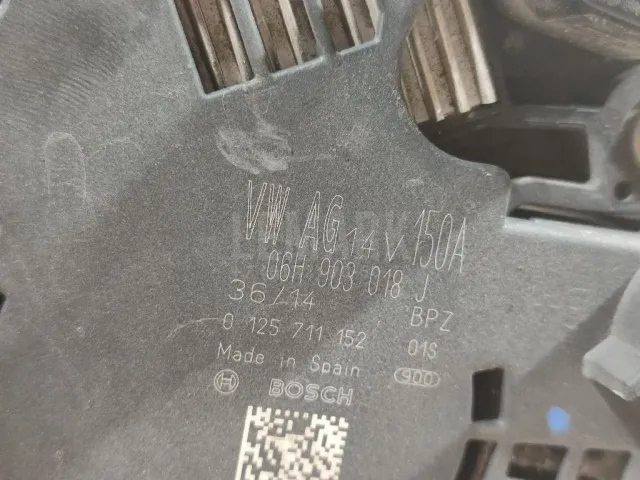 VW AG 14V 150A
06H 903 018 J
36/14 BPZ
0 125 711 152 01S
Made in Spain
BOSCH 900